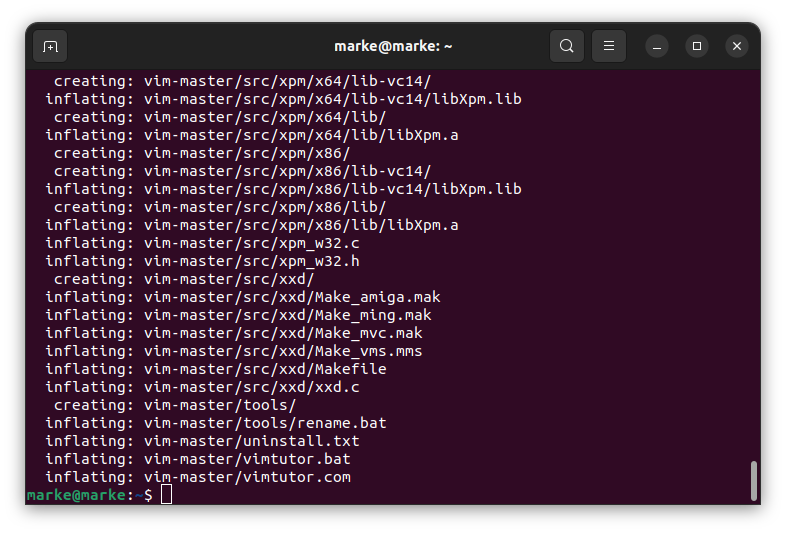 marke@marke: ~
creating: vim-master/src/xpm/x64/lib-vc14/
inflating: vim-master/src/xpm/x64/lib-vc14/libXpm.lib
creating: vim-master/src/xpm/x64/lib/
inflating: vim-master/src/xpm/x64/lib/libXpm.a
creating: vim-master/src/xpm/x86/
creating: vim-master/src/xpm/x86/lib-vc14/
inflating: vim-master/src/xpm/x86/lib-vc14/libXpm.lib
creating: vim-master/src/xpm/x86/lib/
inflating: vim-master/src/xpm/x86/lib/libXpm.a
inflating: vim-master/src/xpm_w32.c
inflating: vim-master/src/xpm_w32.h
creating: vim-master/src/xxd/
inflating: vim-master/src/xxd/Make_amiga.mak
inflating: vim-master/src/xxd/Make_ming.mak
inflating: vim-master/src/xxd/Make_mvc.mak
inflating: vim-master/src/xxd/Make_vms.mms
inflating: vim-master/src/xxd/Makefile
inflating: vim-master/src/xxd/xxd.c
creating: vim-master/tools/
inflating: vim-master/tools/rename.bat
inflating: vim-master/uninstall.txt
inflating: vim-master/vimtutor.bat
inflating: vim-master/vimtutor.com
marke@marke:~$